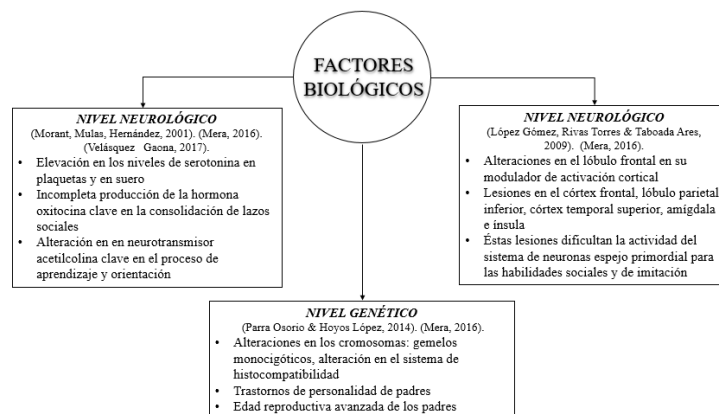 FACTORES
BIOLÓGICOS
NIVEL NEUROLÓGICO
(Morant, Mulas, Hernández, 2001). (Mera, 2016).
(Velásquez Gaona, 2017).
• Elevación en los niveles de serotonina en
plaquetas y en suero
• Incompleta producción de la hormona
oxitocina clave en la consolidación de lazos
sociales
• Alteración en en neurotransmisor
acetilcolina clave en el proceso de
aprendizaje y orientación
NIVEL NEUROLÓGICO
(López Gómez, Rivas Torres & Taboada Ares,
2009). (Mera, 2016).
• Alteraciones en el lóbulo frontal en su
modulador de activación cortical
• Lesiones en el córtex frontal, lóbulo parietal
inferior, córtex temporal superior, amígdala
e ínsula
• Éstas lesiones dificultan la actividad del
sistema de neuronas espejo primordial para
las habilidades sociales y de imitación
NIVEL GENÉTICO
(Parra Osorio & Hoyos López, 2014). (Mera, 2016).
• Alteraciones en los cromosomas: gemelos
monocigóticos, alteración en el sistema de
histocompatibilidad
• Trastornos de personalidad de padres
• Edad reproductiva avanzada de los padres